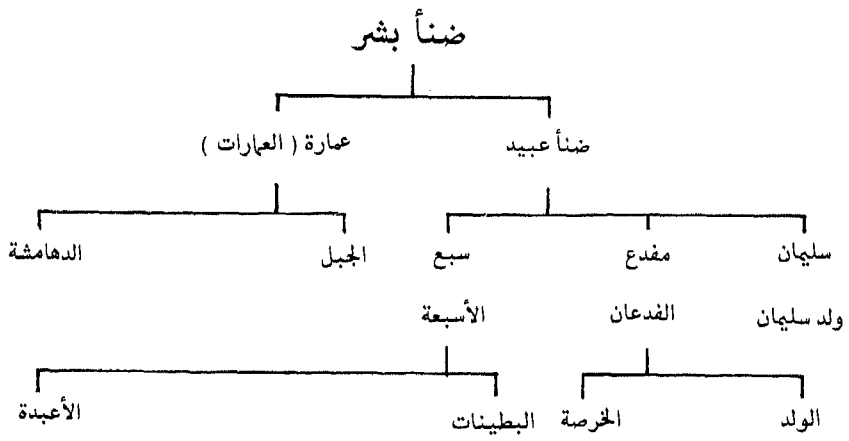 ضنأ بشر
ضنأ عبيد عمارة ( العمارات )
سليمان مفدع سبع الجبل الدهامشة
ولد سليمان الفدعان الأسبعة
الولد الخرصة البطينات الأعبدة